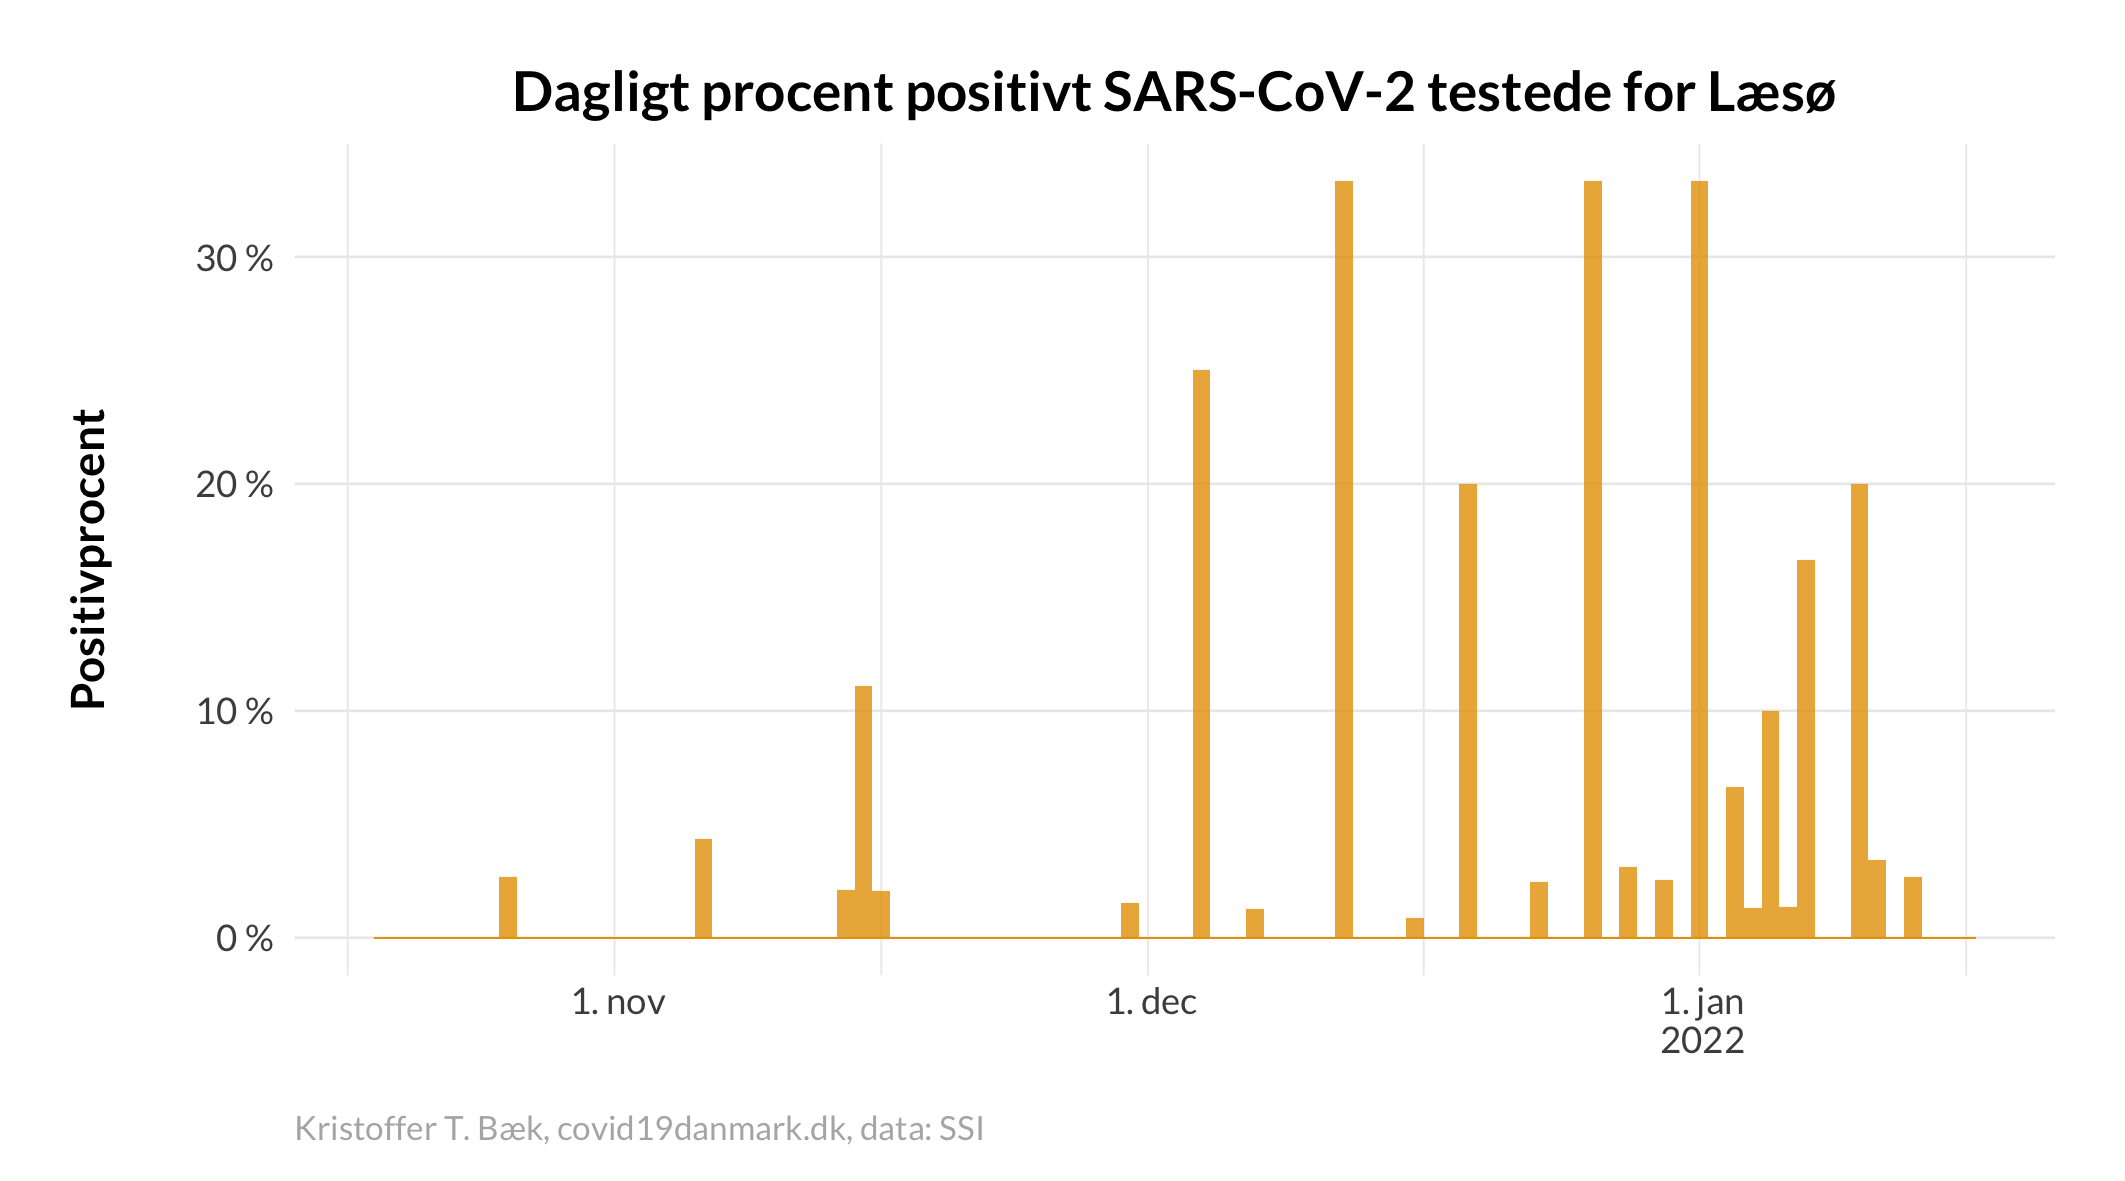 Dagligt procent positivt SARS-CoV-2 testede for Læsø
Positivprocent
30 %
20 %
10 %
0 %
1. nov
1. dec
1. jan
2022
Kristoffer T. Bæk, covid19danmark.dk, data: SSI